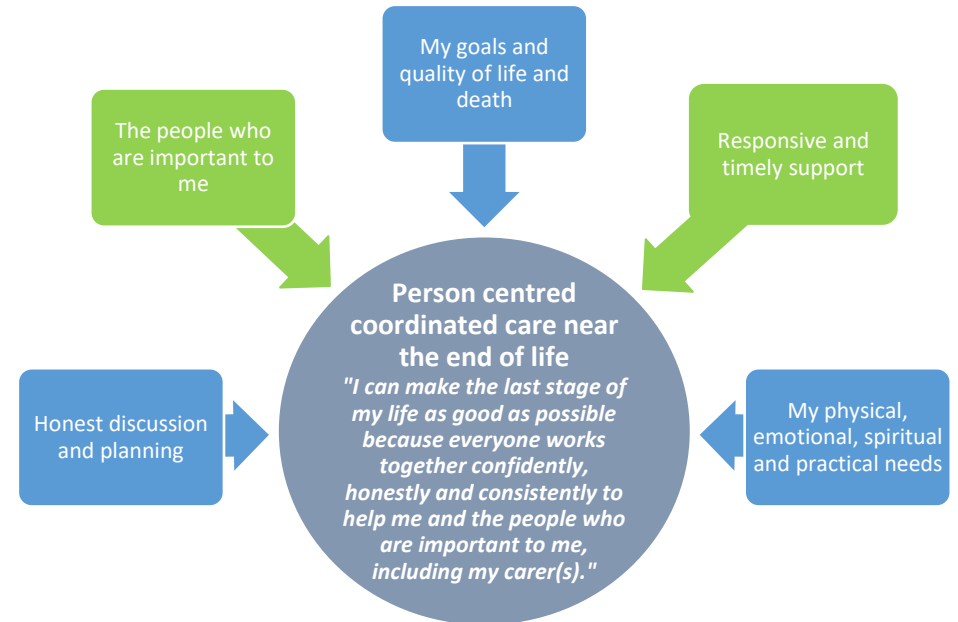 My goals and
quality of life and
death
The people who
are important to
me
Responsive and
timely support
Honest discussion
and planning
Person centred
coordinated care near
the end of life
"I can make the last stage of
my life as good as possible
because everyone works
together confidently,
honestly and consistently to
help me and the people who
are important to me,
including my carer(s)."
My physical,
emotional, spiritual
and practical needs